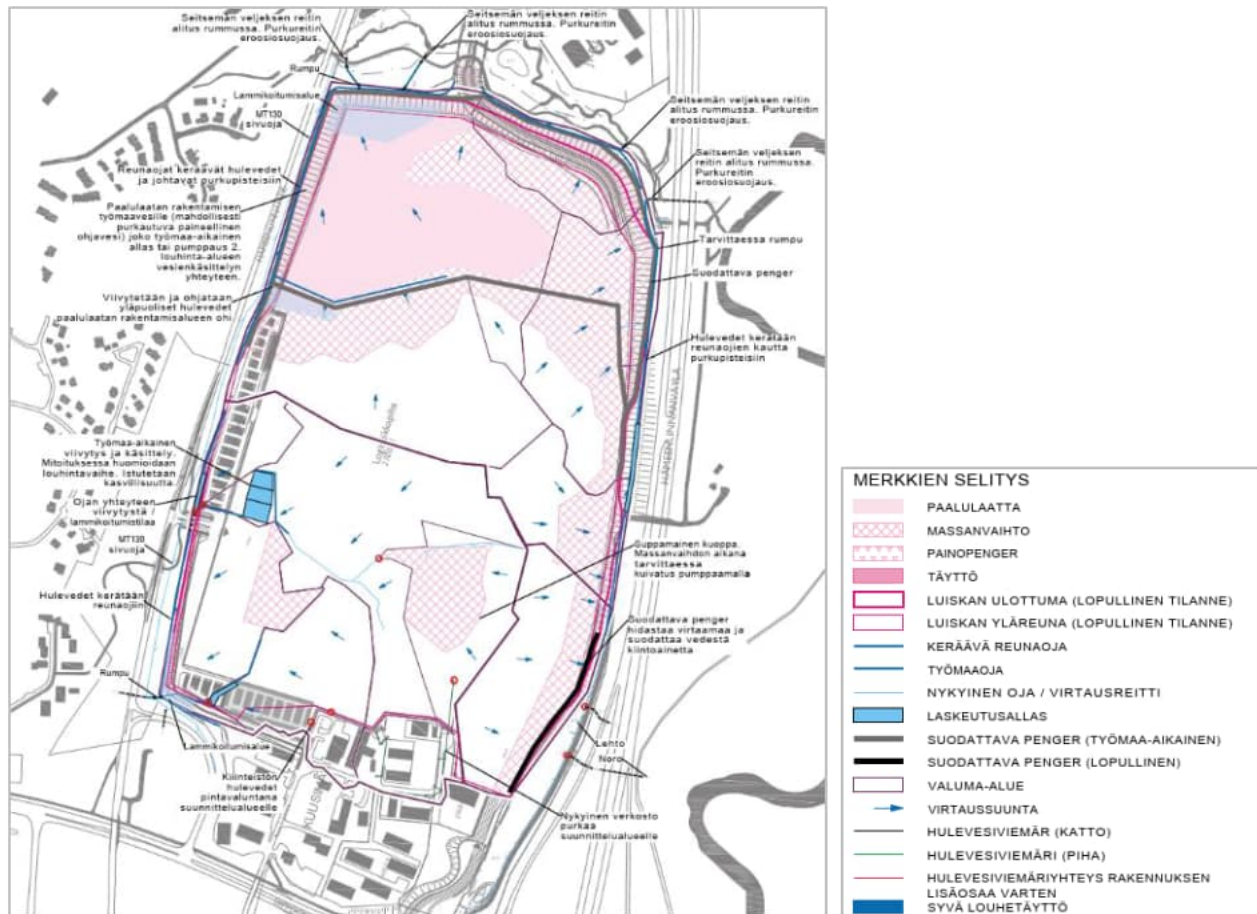 Seitsemän veljeksen reitin
alitus rummussa. Purkureitin
eroosiosuojaus.
Seitsemän veljeksen reitin
alitus rummussa. Purkureitin
eroosiosuojaus.
Rumpu
Lammikoitumisalue
MT130
sivuoja
Seitsemän veljeksen reitin
alitus rummussa. Purkureitin
eroosiosuojaus.
Seitsemän veljeksen
reitin alitus rummussa.
Purkureitin
eroosiosuojaus.
Reunaojat keräävät hulevedet
ja johtavat purkupisteisiin
Paalulaatan rakentamisen
työmaavesille (mahdollisesti
purkautuva paineellinen
ohjavesi) joko työmaa-aikainen
allas tai pumppaus 2.
louhinta-alueen
vesienkäsittelyn
yhteyteen.
Tarvittaessa rumpu
Suodattava penger
Viivytetään ja ohjataan
yläpuoliset hulevedet
paalulaatan rakentamisalueen ohi
Hulevedet kerätään
reunaojien kautta
purkupisteisiin
HÄMEENLINNANVÄYLÄ
Työmaa-aikainen
viivytys ja käsittely.
Mitoituksessa huomioidaan
louhintavaihe. Istutetaan
kasvillisuutta.
Ojan yhteyteen
viivytystä /
lammikoitumistilaa
MT130
sivuoja
Suppamainen kuoppa.
Massanvaihdon aikana
tarvittaessa
kuivatus pumppaamalla
Hulevedet kerätään
reunaojiin
Suodattava penger
hidastaa virtaamaa ja
suodattaa vedestä
kiintoainetta
Rumpu
Lammikoitumisalue
Lehto
Noro
Kiinteistön
hulevedet
pintavaluntana
suunnittelualueelle
Nykyinen verkosto
purkaa
suunnittelualueelle
MERKKIEN SELITYS
PAALULAATTA
MASSANVAIHTO
PAINOPENGER
TÄYTTÖ
LUISKAN ULOTTUMA (LOPULLINEN TILANNE)
LUISKAN YLÄREUNA (LOPULLINEN TILANNE)
KERÄÄVÄ REUNAOJA
TYÖMAAOJA
NYKYINEN OJA / VIRTAUSREITTI
LASKEUTUSALLAS
SUODATTAVA PENGER (TYÖMAA-AIKAINEN)
SUODATTAVA PENGER (LOPULLINEN)
VALUMA-ALUE
VIRTAUSSUUNTA
HULEVESIVIEMÄR (KATTO)
HULEVESIVIEMÄRI (PIHA)
HULEVESIVIEMÄRIYHTEYS RAKENNUKSEN
LISÄOSAA VARTEN
SYVÄ LOUHETÄYTTÖ